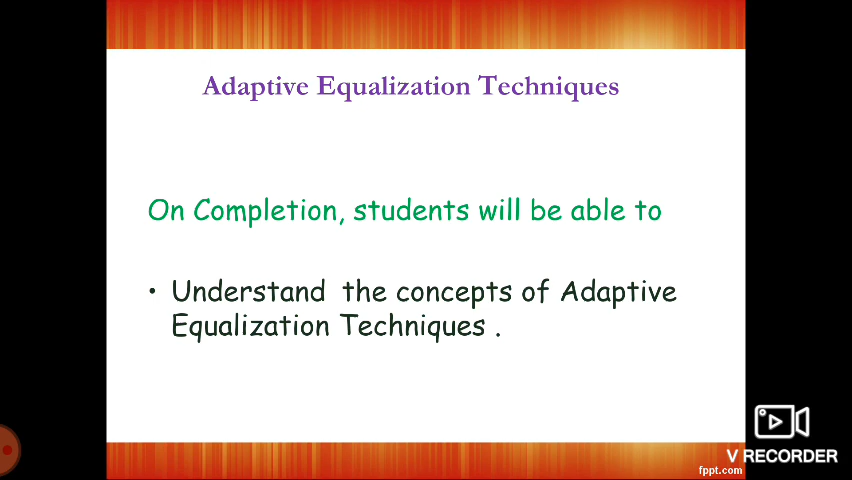 Adaptive Equalization Techniques
On Completion, students will be able to
• Understand the concepts of Adaptive
Equalization Techniques .
V RECORDER
fppt.com